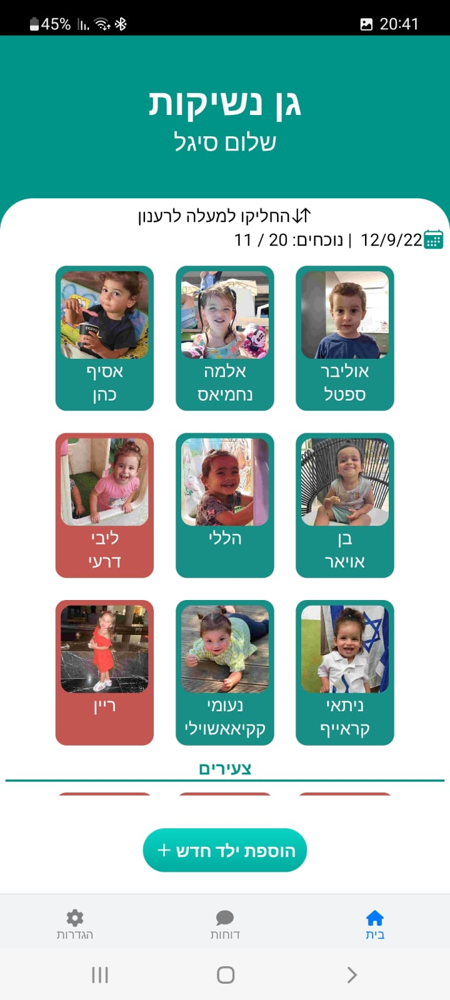 45%
20:41
גן נשיקות
שלום סיגל
החליקו למעלה לרענון
12/9/22 | נוכחים: 20 / 11
אוליבר
ספטל
אלמה
נחמיאס
אסיף
כהן
בן
אויאר
הללי
ליבי
דרעי
ניתאי
קראייף
נעומי
קקיאאשוילי
ריין
צעירים
הוספת ילד חדש +
בית
דוחות
הגדרות